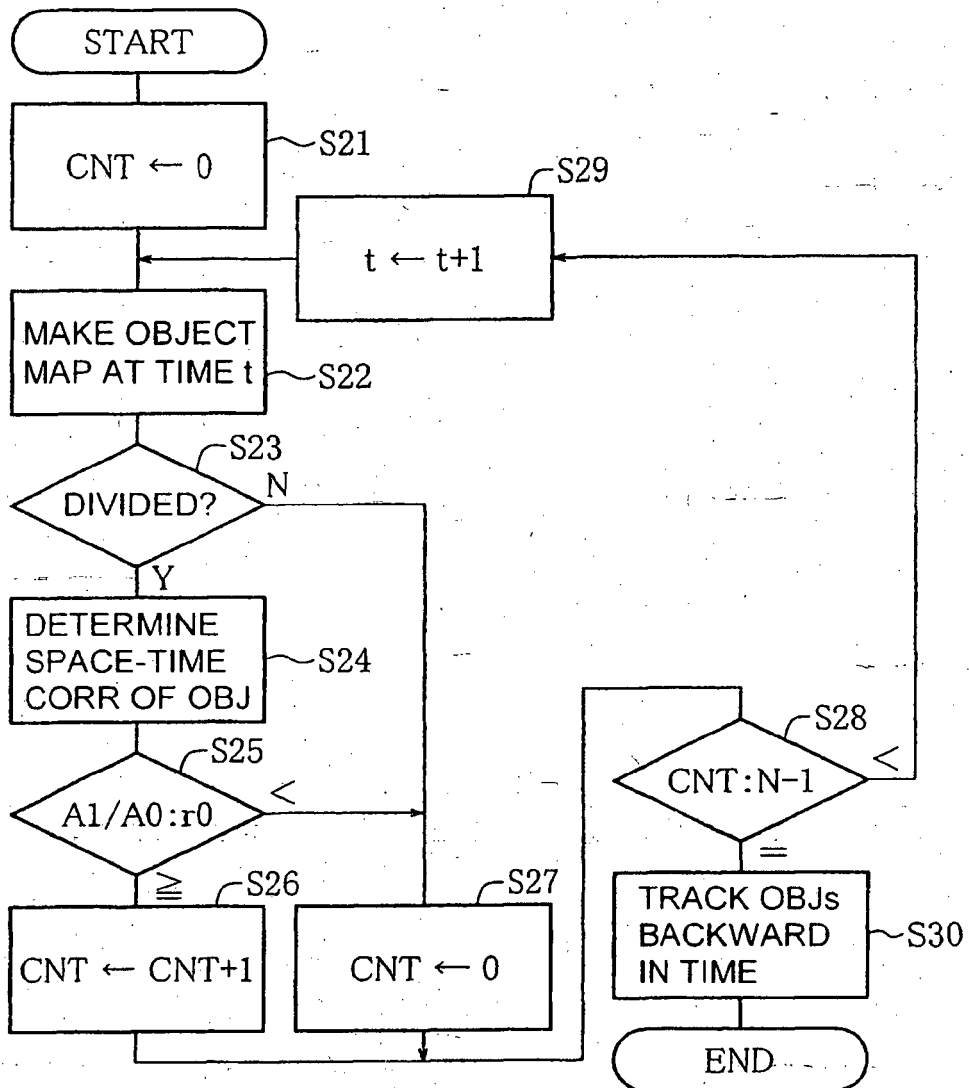 START
CNT ← 0
S21
S29
t ← t+1
MAKE OBJECT
MAP AT TIME t
S22
S23
DIVIDED?
N
Y
DETERMINE
SPACE-TIME
CORR OF OBJ
S24
S25
A1/A0:r0
<
≧
S26
CNT ← CNT+1
S27
CNT ← 0
S28
CNT:N-1
<
=
TRACK OBJs
BACKWARD
IN TIME
S30
END